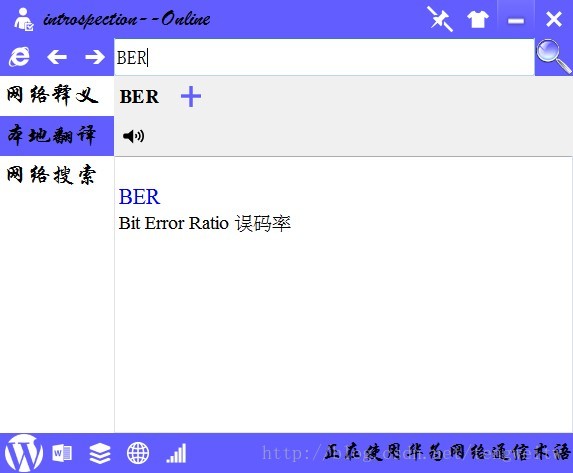 introspection--Online
BER
网络释义
BER
本地翻译
网络搜索
BER
Bit Error Ratio 误码率
正在使用华为网络通信术语